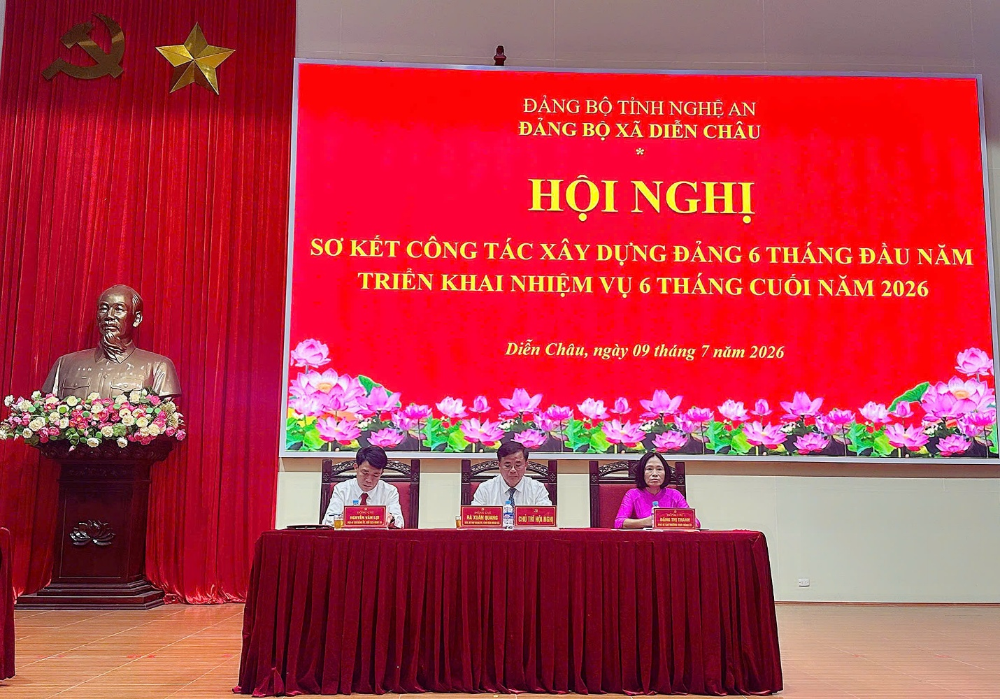 ĐẢNG BỘ TỈNH NGHỆ AN
ĐẢNG BỘ XÃ DIỄN CHÂU
*
HỘI NGHỊ
SƠ KẾT CÔNG TÁC XÂY DỰNG ĐẢNG 6 THÁNG ĐẦU NĂM
TRIỂN KHAI NHIỆM VỤ 6 THÁNG CUỐI NĂM 2026
Diễn Châu, ngày 09 tháng 7 năm 2026
ĐỒNG CHÍ
NGUYỄN VĂN LỢI
ĐỒNG CHÍ
HÀ XUÂN QUANG
CHỦ TRÌ HỘI NGHỊ
ĐỒNG CHÍ
ĐẶNG THỊ THANH